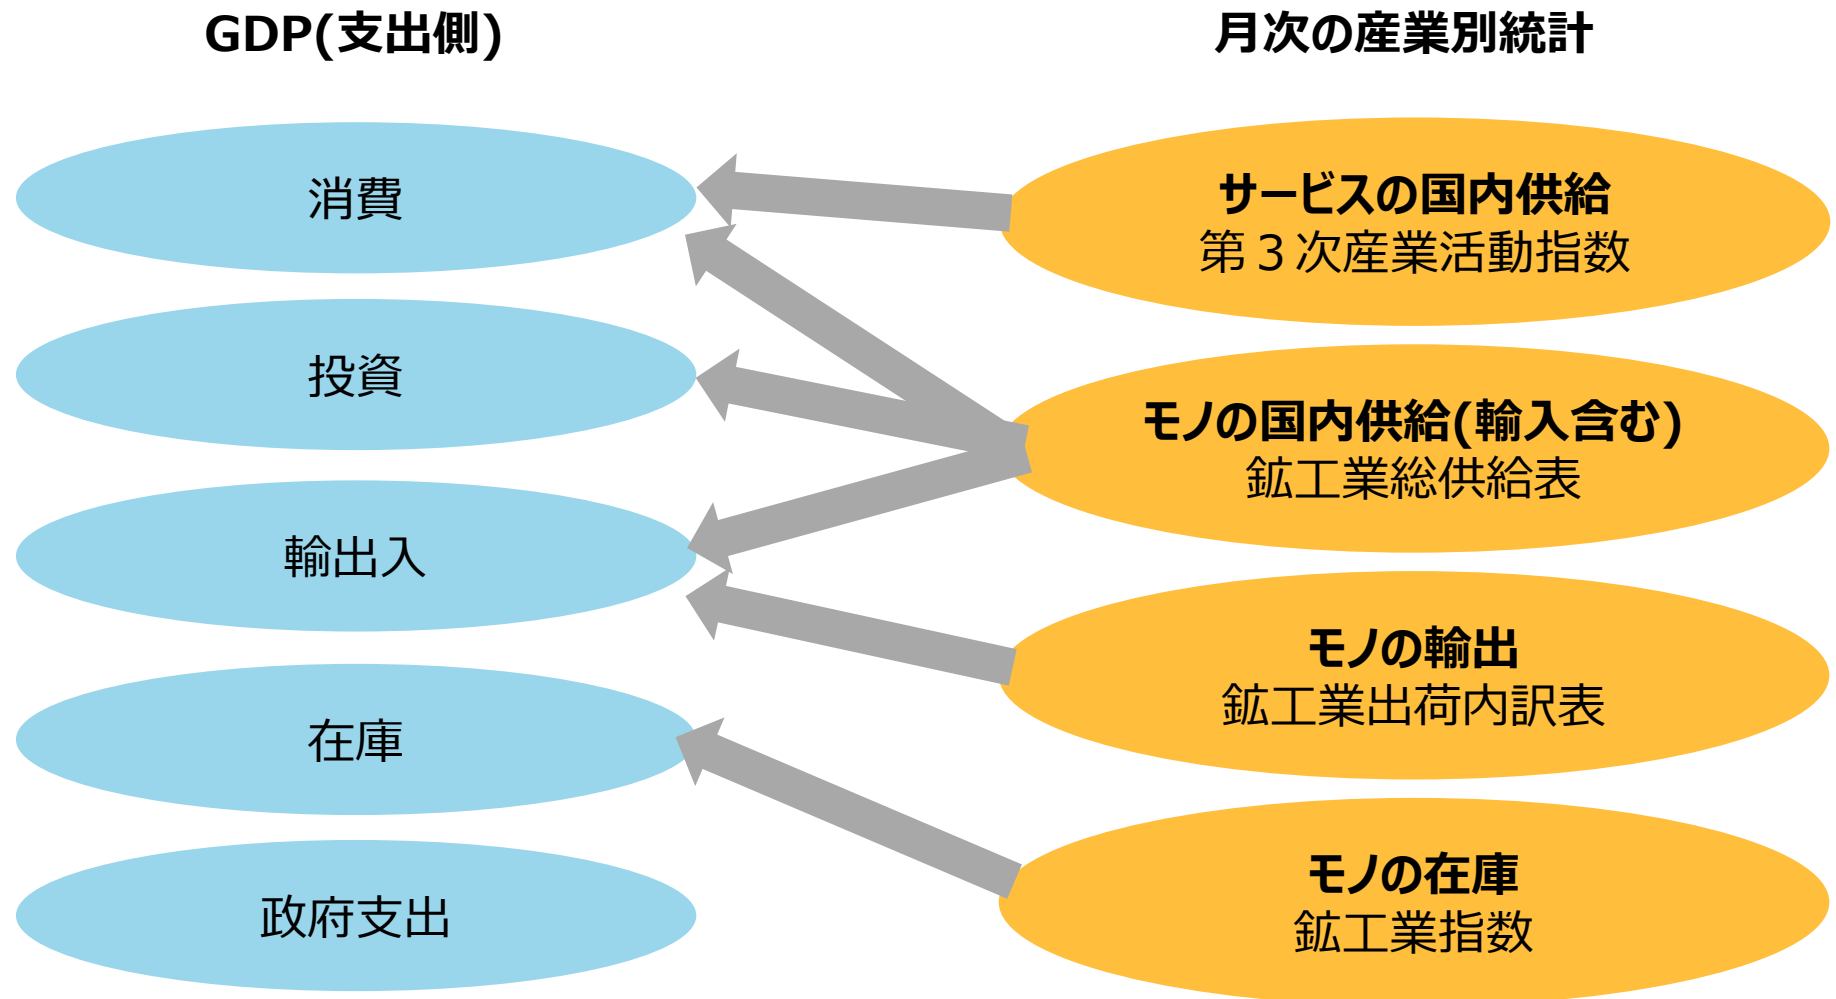 GDP(支出側)
消費
投資
輸出入
在庫
政府支出
月次の産業別統計
サービスの国内供給
第３次産業活動指数
モノの国内供給(輸入含む)
鉱工業総供給表
モノの輸出
鉱工業出荷内訳表
モノの在庫
鉱工業指数